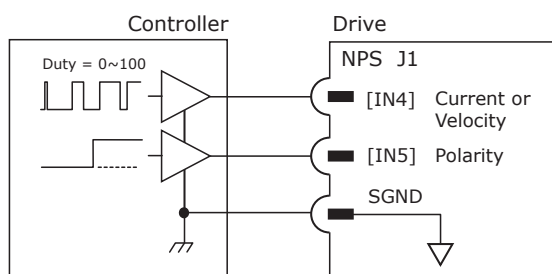 Controller
Drive
Duty = 0~100
NPS J1
[IN4] Current or
Velocity
[IN5] Polarity
SGND